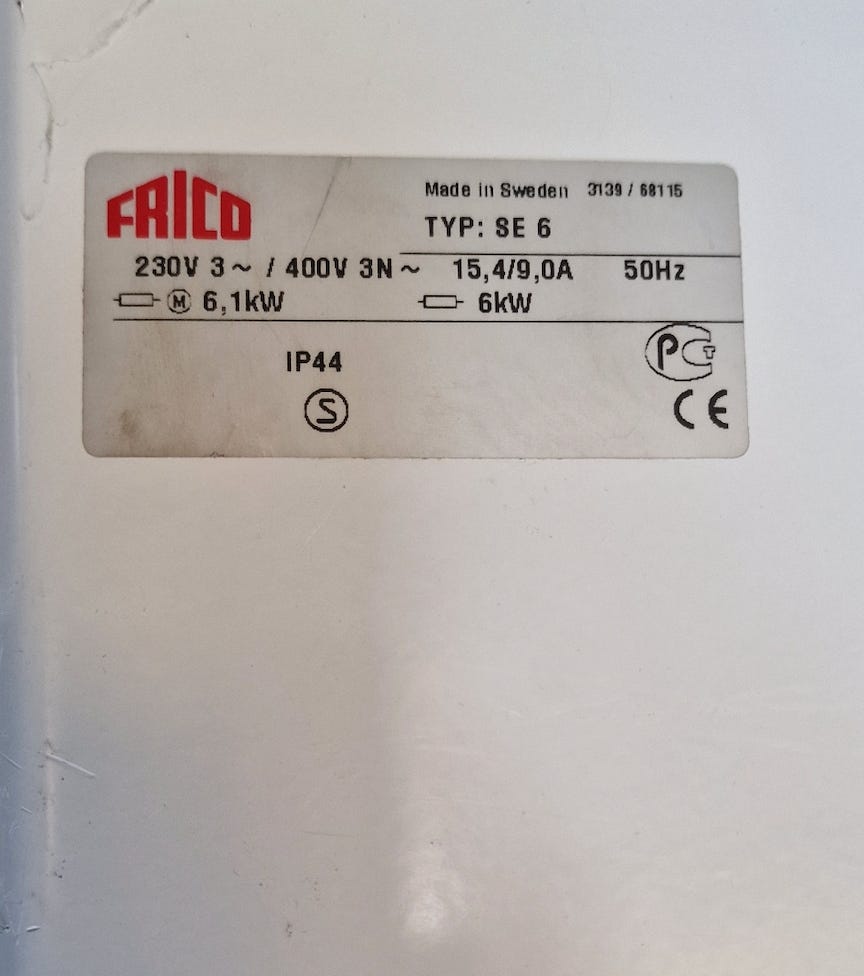 FRICO
Made in Sweden 3139 / 68115
TYP: SE 6
230V 3~ / 400V 3N~ 15,4/9,0A 50Hz
M 6,1kW 6kW
IP44
PCT
S
CE